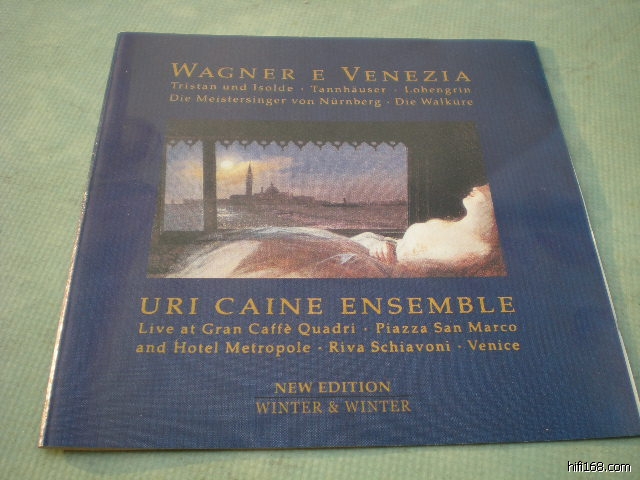 WAGNER E VENEZIA
Tristan und Isolde · Tannhäuser · Lohengrin
Die Meistersinger von Nürnberg · Die Walküre
URI CAINE ENSEMBLE
Live at Gran Caffè Quadri · Piazza San Marco
and Hotel Metropole · Riva Schiavoni · Venice
NEW EDITION
WINTER & WINTER
hifi168.com